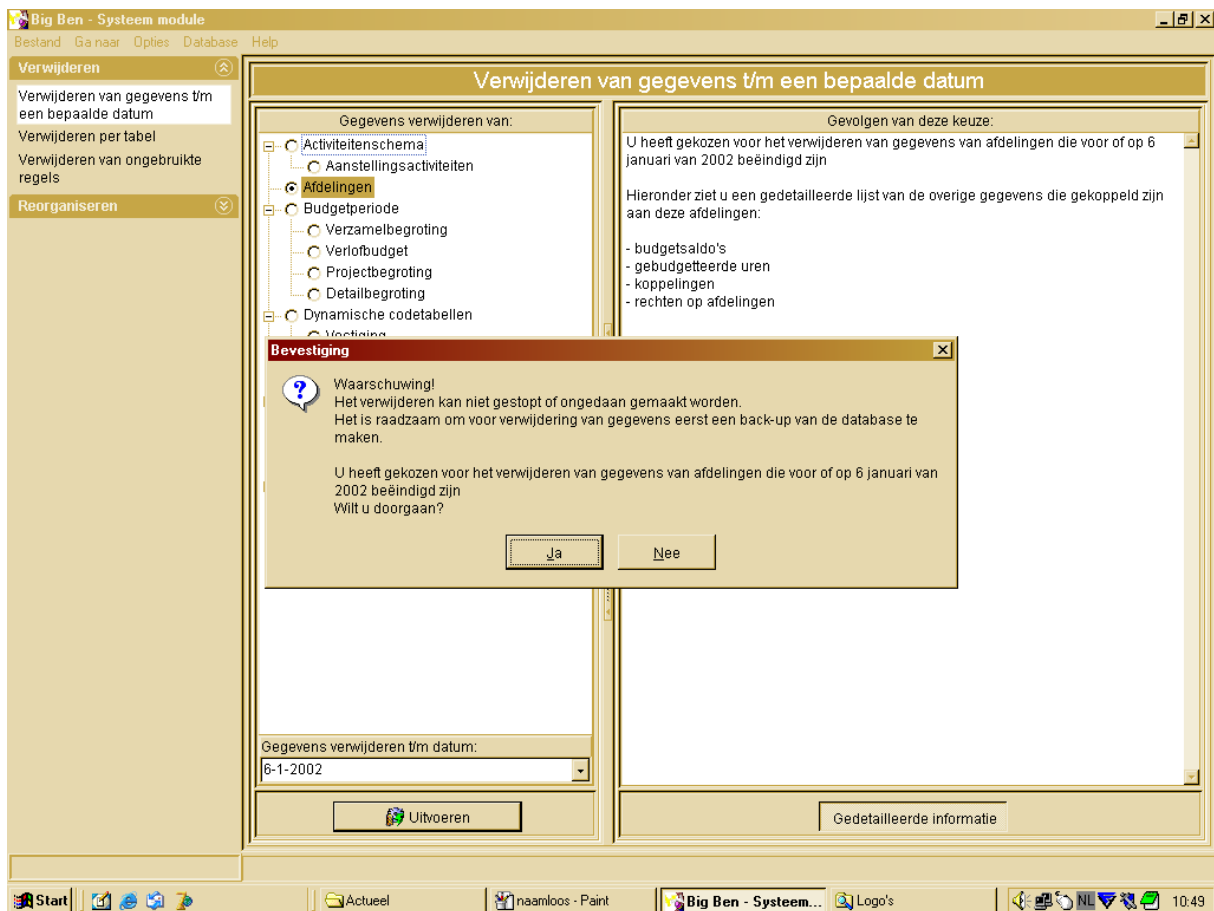 Big Ben - Systeem module
Bestand Ga naar Opties Database Help
Verwijderen
Verwijderen van gegevens t/m
een bepaalde datum
Verwijderen per tabel
Verwijderen van ongebruikte
regels
Reorganiseren
Verwijderen van gegevens t/m een bepaalde datum
Gegevens verwijderen van:
Activiteitenschema
Aanstellingsactiviteiten
Afdelingen
Budgetperiode
Verzamelbegroting
Verlofbudget
Projectbegroting
Detailbegroting
Dynamische codetabellen
Vestiging
Gegevens verwijderen t/m datum:
6-1-2002
Uitvoeren
Gevolgen van deze keuze:
U heeft gekozen voor het verwijderen van gegevens van afdelingen die voor of op 6
januari van 2002 beëindigd zijn
Hieronder ziet u een gedetailleerde lijst van de overige gegevens die gekoppeld zijn
aan deze afdelingen:
- budgetsaldo's
- gebudgetteerde uren
- koppelingen
- rechten op afdelingen
Gedetailleerde informatie
Bevestiging
Waarschuwing!
Het verwijderen kan niet gestopt of ongedaan gemaakt worden.
Het is raadzaam om voor verwijdering van gegevens eerst een back-up van de database te
maken.
U heeft gekozen voor het verwijderen van gegevens van afdelingen die voor of op 6 januari van
2002 beëindigd zijn
Wilt u doorgaan?
Ja Nee
Start Actueel naamloos - Paint Big Ben - Systeem... Logo's NL 10:49